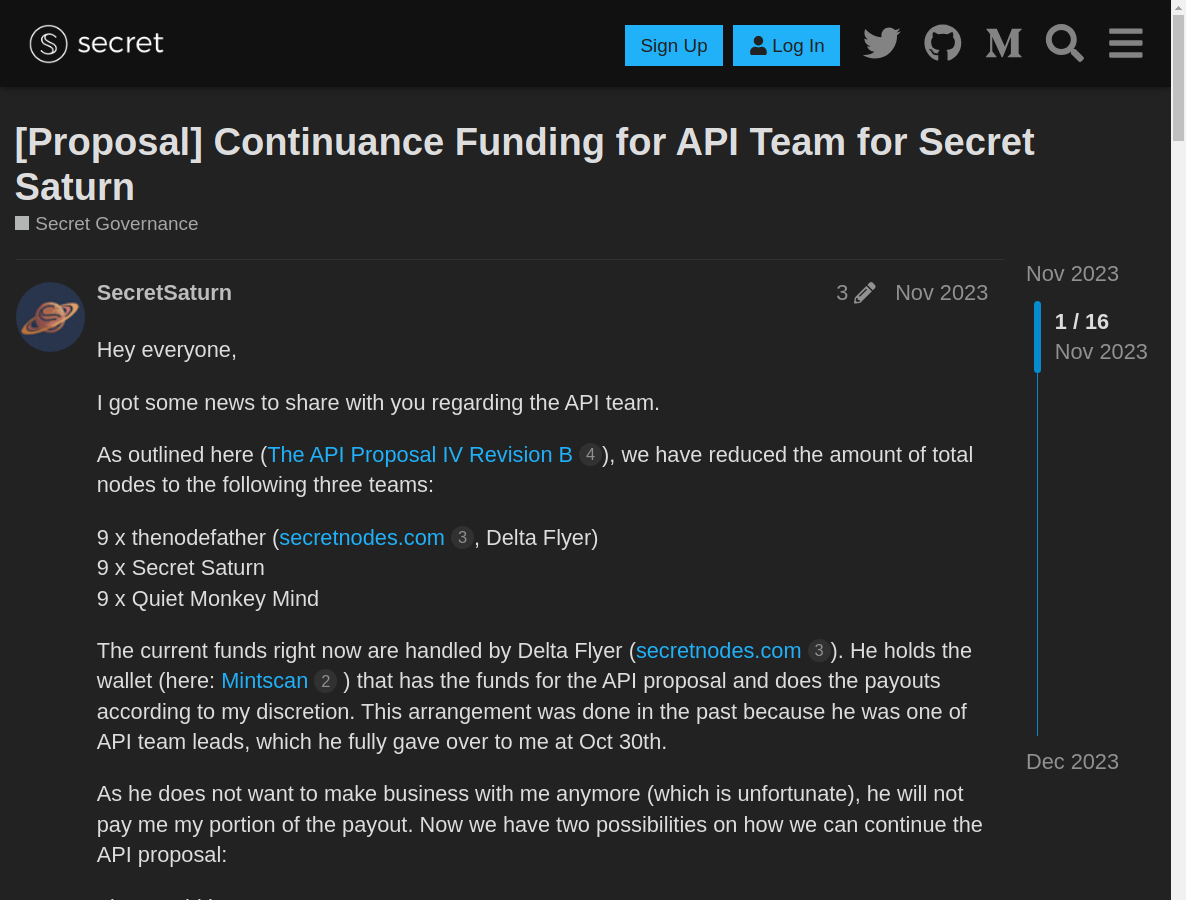 secret
Sign Up
Log In
[Proposal] Continuance Funding for API Team for Secret
Saturn
Secret Governance
SecretSaturn
3
Nov 2023
Nov 2023
1 / 16
Nov 2023
Hey everyone,
I got some news to share with you regarding the API team.
As outlined here (The API Proposal IV Revision B 4), we have reduced the amount of total
nodes to the following three teams:
9 x thenodefather (secretnodes.com 3, Delta Flyer)
9 x Secret Saturn
9 x Quiet Monkey Mind
The current funds right now are handled by Delta Flyer (secretnodes.com 3). He holds the
wallet (here: Mintscan 2 ) that has the funds for the API proposal and does the payouts
according to my discretion. This arrangement was done in the past because he was one of
API team leads, which he fully gave over to me at Oct 30th.
Dec 2023
As he does not want to make business with me anymore (which is unfortunate), he will not
pay me my portion of the payout. Now we have two possibilities on how we can continue the
API proposal: